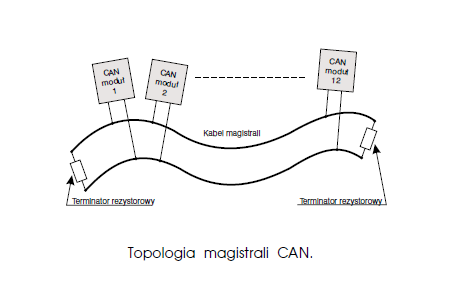 CAN
moduł
1
CAN
moduł
2
CAN
moduł
12
Kabel magistrali
Terminator rezystorowy
Terminator rezystorowy
Topologia magistrali CAN.